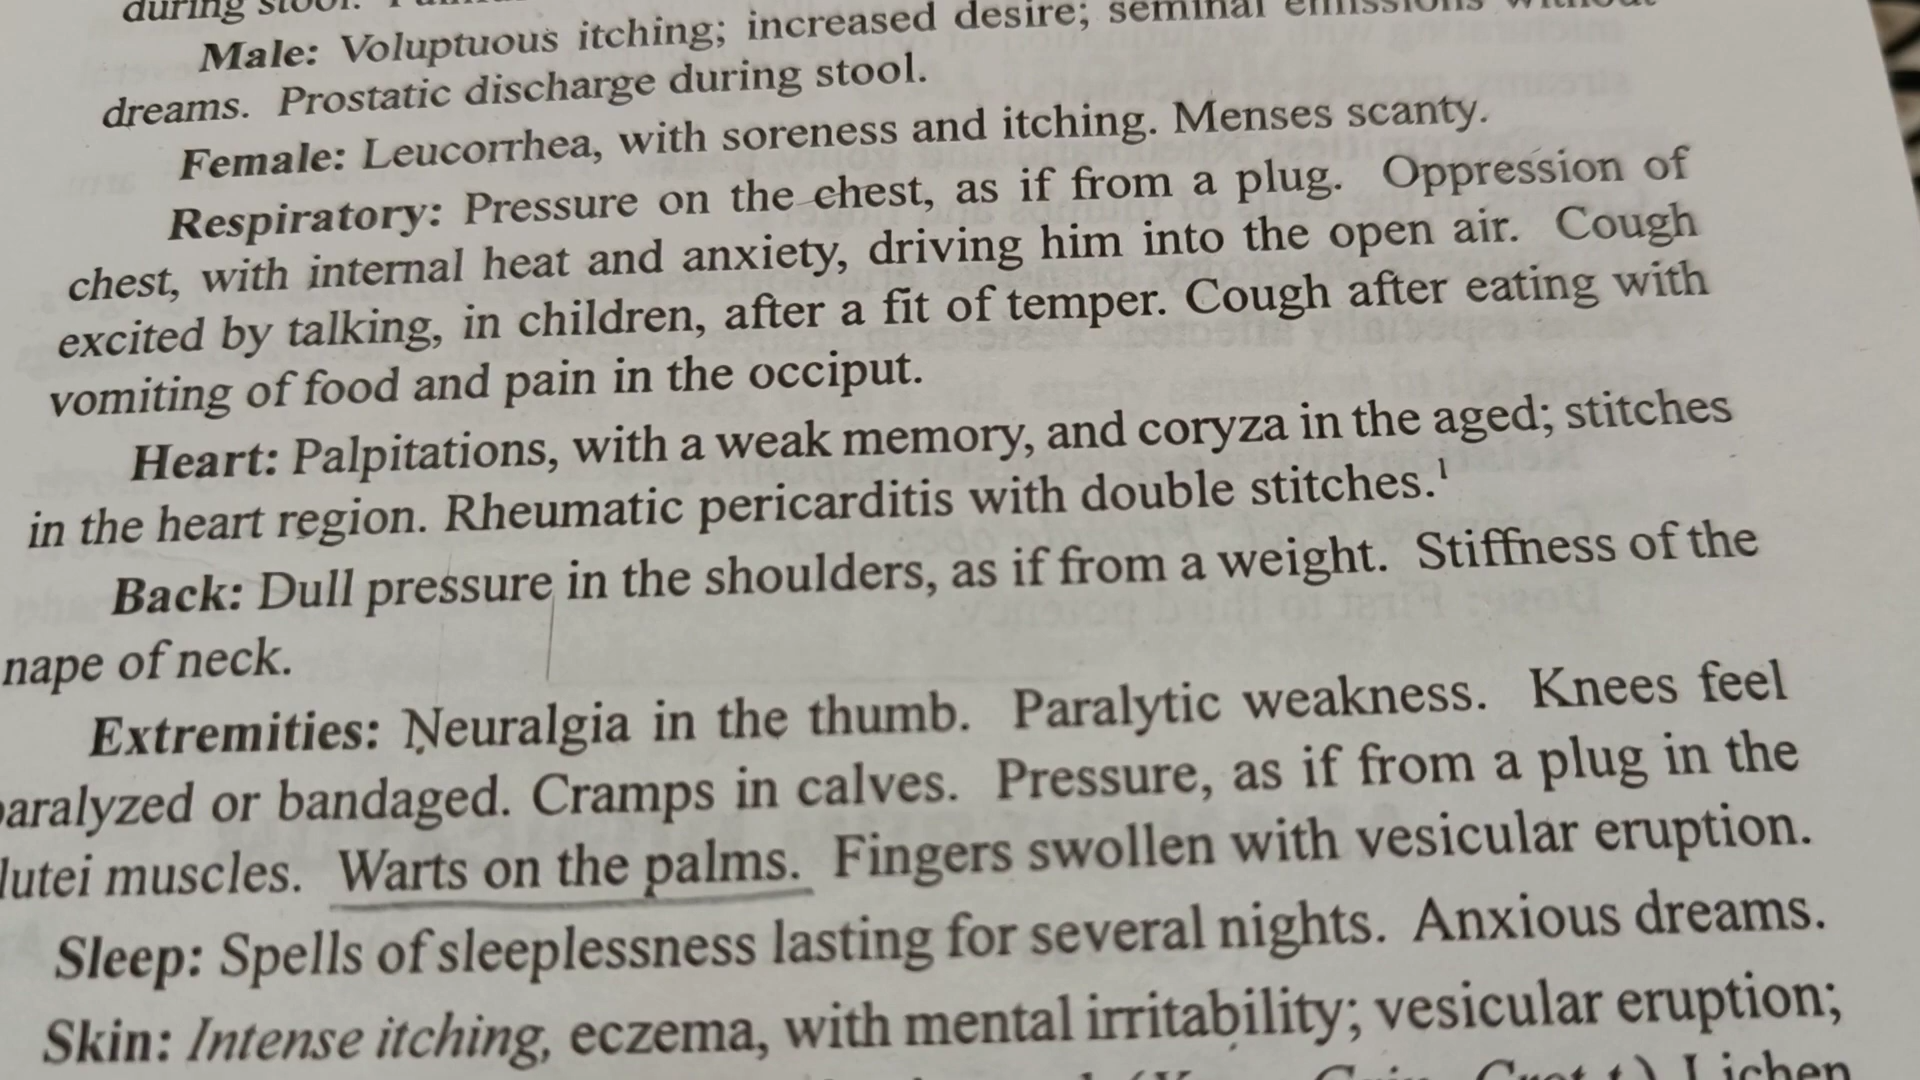 during stool.
Male: Voluptuous itching; increased desire; seminal emissions without
dreams. Prostatic discharge during stool.
Female: Leucorrhea, with soreness and itching. Menses scanty.
Respiratory: Pressure on the chest, as if from a plug. Oppression of
chest, with internal heat and anxiety, driving him into the open air. Cough
excited by talking, in children, after a fit of temper. Cough after eating with
vomiting of food and pain in the occiput.
Heart: Palpitations, with a weak memory, and coryza in the aged; stitches
in the heart region. Rheumatic pericarditis with double stitches.¹
Back: Dull pressure in the shoulders, as if from a weight. Stiffness of the
nape of neck.
Extremities: Neuralgia in the thumb. Paralytic weakness. Knees feel
paralyzed or bandaged. Cramps in calves. Pressure, as if from a plug in the
lutei muscles. Warts on the palms. Fingers swollen with vesicular eruption.
Sleep: Spells of sleeplessness lasting for several nights. Anxious dreams.
Skin: Intense itching, eczema, with mental irritability; vesicular eruption;
Crot. t.) Lichen